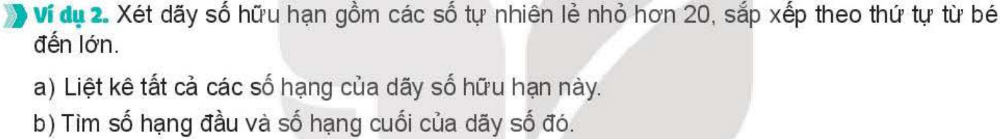 Ví dụ 2. Xét dãy số hữu hạn gồm các số tự nhiên lẻ nhỏ hơn 20, sắp xếp theo thứ tự từ bé
đến lớn.
a) Liệt kê tất cả các số hạng của dãy số hữu hạn này.
b) Tìm số hạng đầu và số hạng cuối của dãy số đó.